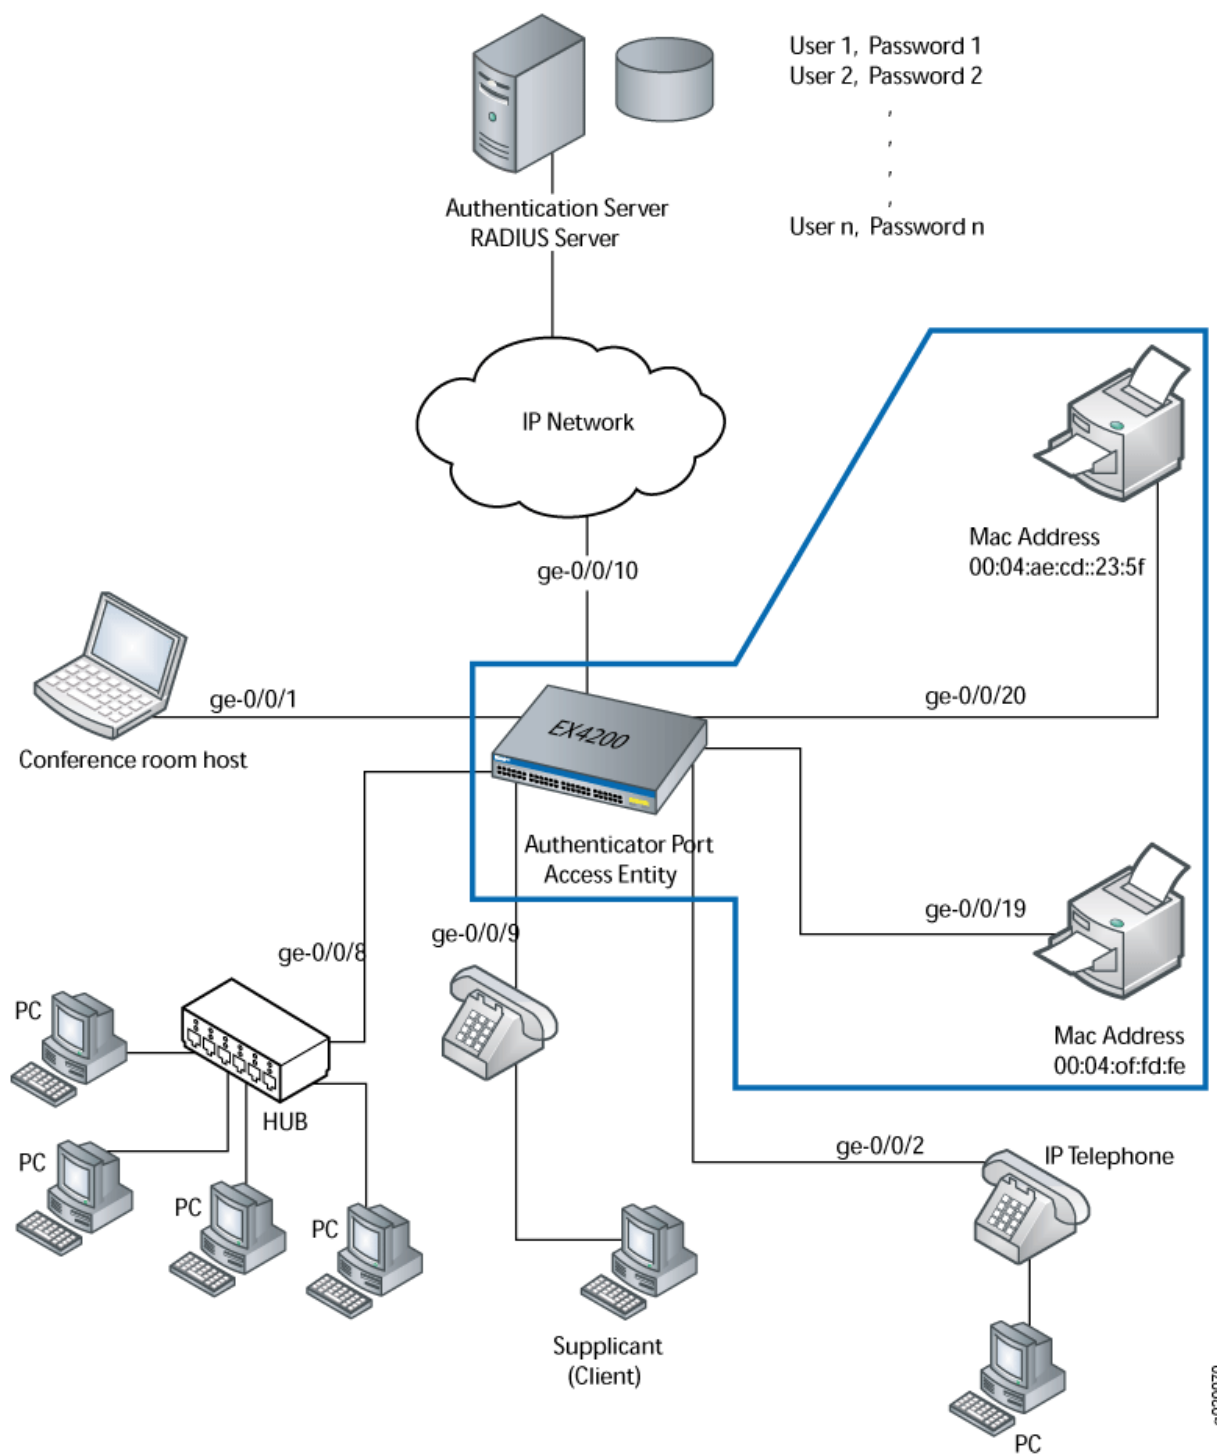 User 1, Password 1
User 2, Password 2
,
,
,
,
User n, Password n
Authentication Server
RADIUS Server
IP Network
ge-0/0/10
Mac Address
00:04:ae:cd::23:5f
ge-0/0/1
ge-0/0/20
Conference room host
EX4200
Authenticator Port
Access Entity
ge-0/0/19
ge-0/0/9
ge-0/0/8
PC
Mac Address
00:04:of:fd:fe
HUB
ge-0/0/2
IP Telephone
PC
PC
PC
Supplicant
(Client)
PC